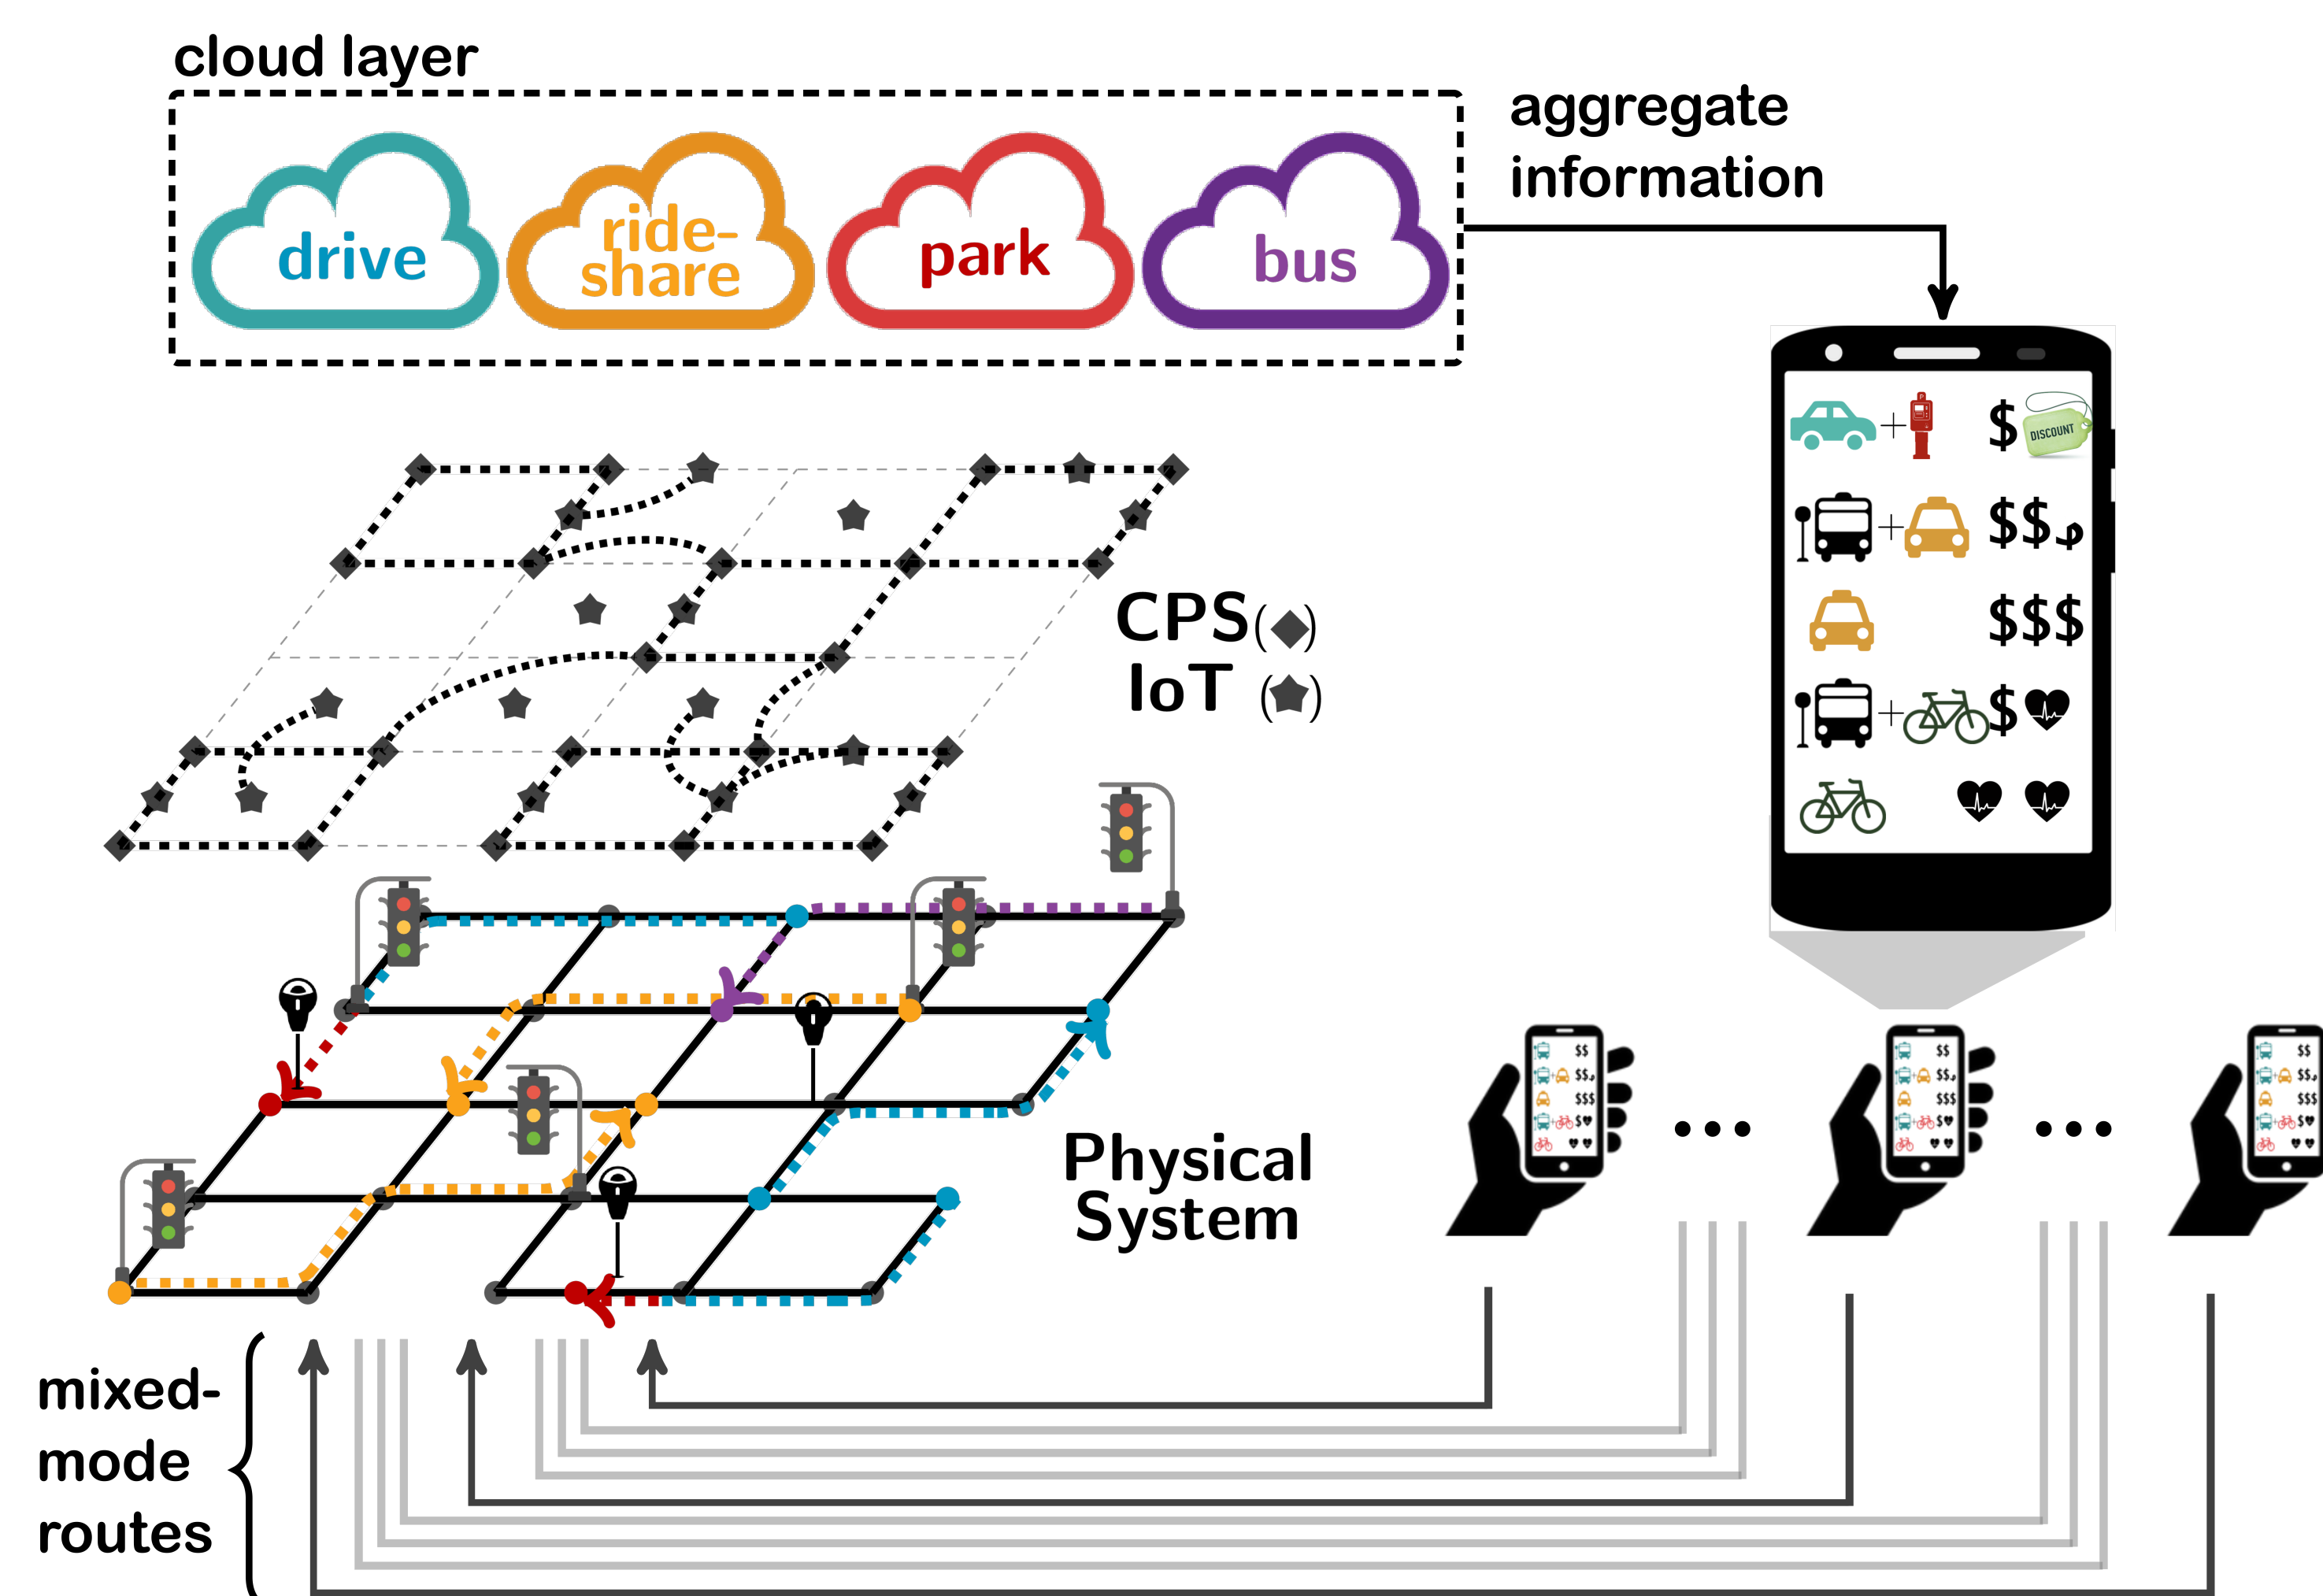 cloud layer
drive
ride-
share
park
bus
aggregate
information
$ DISCOUNT
$$$
$$$
$
CPS(◆)
IoT (★)
Physical
System
$$
$$$
$$$
$
$$
$$$
$$$
$
$$
$$$
$$$
$
mixed-
mode
routes